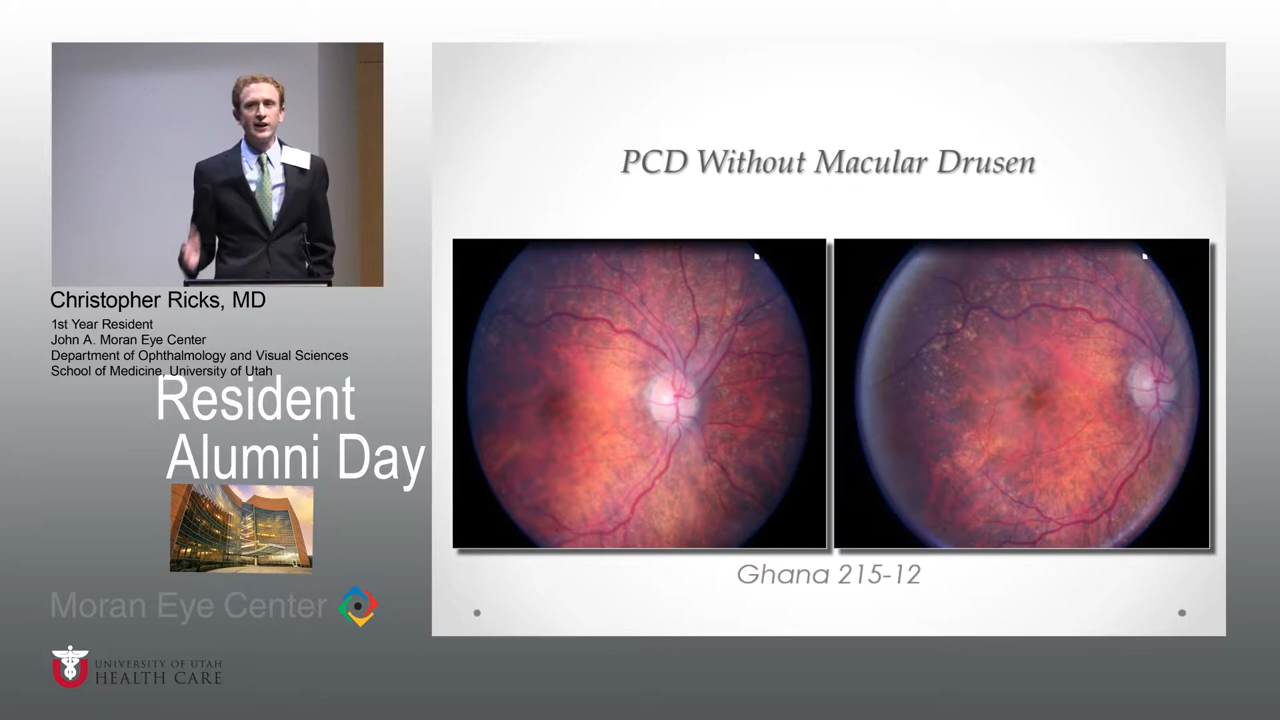 PCD Without Macular Drusen
Christopher Ricks, MD
1st Year Resident
John A. Moran Eye Center
Department of Ophthalmology and Visual Sciences
School of Medicine, University of Utah
Resident
Alumni Day
Ghana 215-12
Moran Eye Center
UNIVERSITY OF UTAH
HEALTH CARE